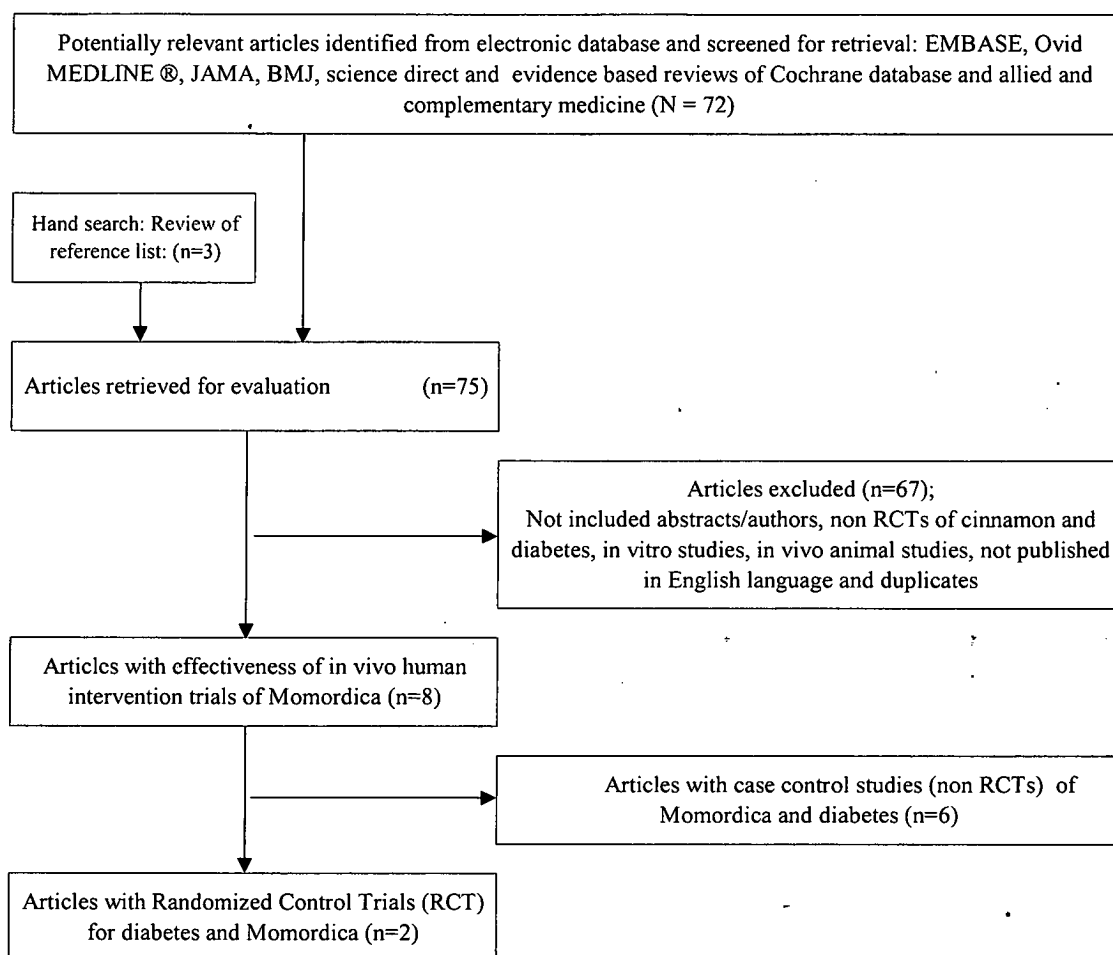 Potentially relevant articles identified from electronic database and screened for retrieval: EMBASE, Ovid
MEDLINE ®, JAMA, BMJ, science direct and evidence based reviews of Cochrane database and allied and
complementary medicine (N = 72)
Hand search: Review of
reference list: (n=3)
Articles retrieved for evaluation (n=75)
Articles excluded (n=67);
Not included abstracts/authors, non RCTs of cinnamon and
diabetes, in vitro studies, in vivo animal studies, not published
in English language and duplicates
Articles with effectiveness of in vivo human
intervention trials of Momordica (n=8)
Articles with case control studies (non RCTs) of
Momordica and diabetes (n=6)
Articles with Randomized Control Trials (RCT)
for diabetes and Momordica (n=2)